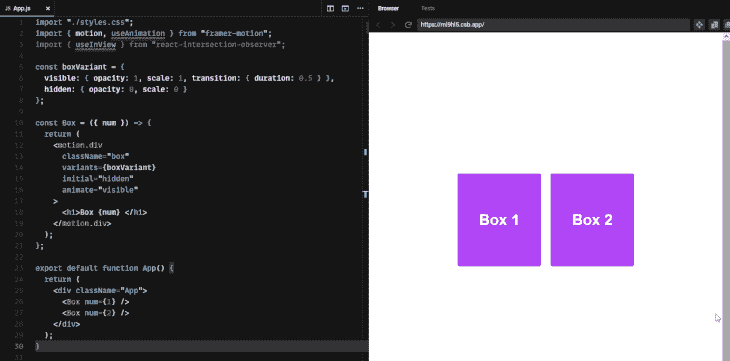 JS App.js ×
Browser Tests
https://ml9hl5.csb.app/
1 import "./styles.css";
2 import { motion, useAnimation } from "framer-motion";
3 import { useInView } from "react-intersection-observer";
4
5 const boxVariant = {
6 visible: { opacity: 1, scale: 1, transition: { duration: 0.5 } },
7 hidden: { opacity: 0, scale: 0 }
8 };
9
10 const Box = ({ num }) => {
11 return (
12 <motion.div
13 className="box"
14 variants={boxVariant}
15 initial="hidden"
16 animate="visible"
17 >
18 <h1>Box {num} </h1>
19 </motion.div>
20 );
21 };
22
23 export default function App() {
24 return (
25 <div className="App">
26 <Box num={1} />
27 <Box num={2} />
28 </div>
29 );
30 }
31
Box 1 Box 2